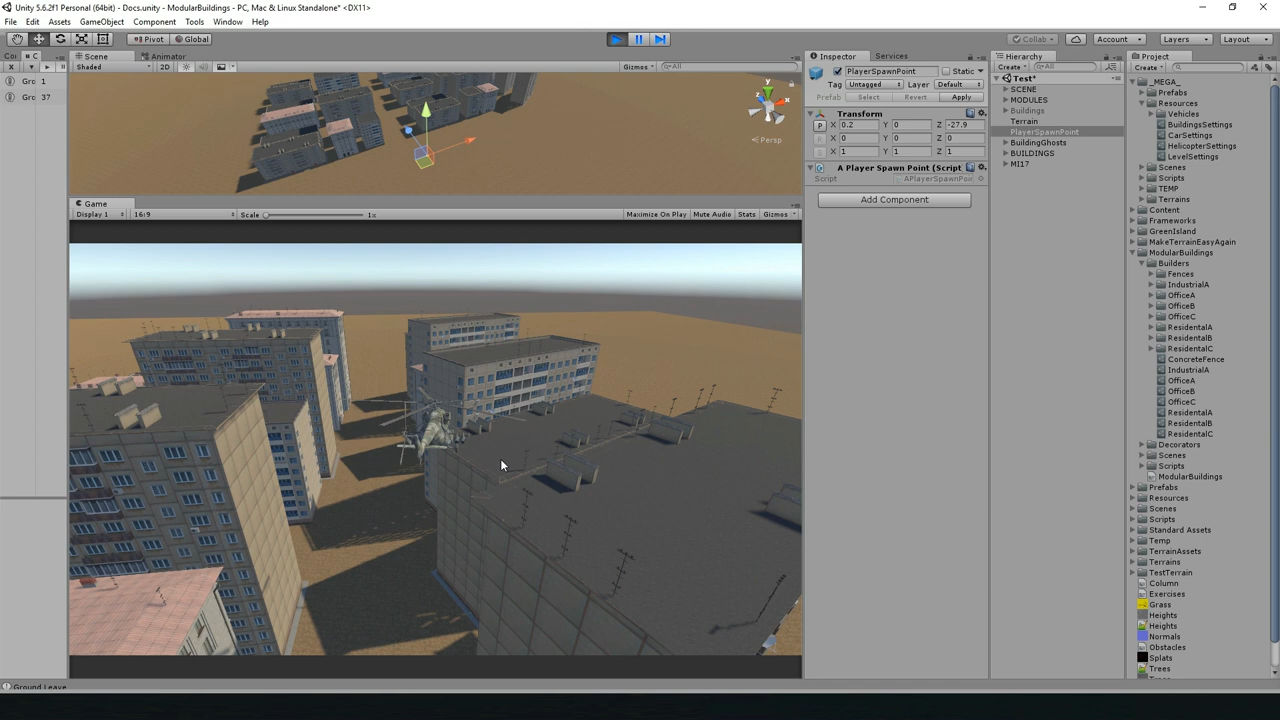 Unity 5.6.2f1 Personal (64bit) - Docs.unity - ModularBuildings - PC, Mac & Linux Standalone* <DX11>
File Edit Assets GameObject Component Tools Window Help
Pivot Global Collab Account Layers Layout
Scene Animator
Shaded 2D Gizmos All
Gro 1
Gro 37
y
x
z
Persp
Game
Display 1 16:9 Scale 1x Maximize On Play Mute Audio Stats Gizmos
Inspector Services
PlayerSpawnPoint Static
Tag Untagged Layer Default
Prefab Select Revert Apply
Transform
P X 0.2 Y 0 Z -27.9
R X 0 Y 0 Z 0
S X 1 Y 1 Z 1
A Player Spawn Point (Script
Script APlayerSpawnPoi
Add Component
Hierarchy
Create All
Test*
SCENE
MODULES
Buildings
Terrain
PlayerSpawnPoint
BuildingGhosts
BUILDINGS
MI17
Project
Create
_MEGA_
Prefabs
Resources
Vehicles
BuildingsSettings
CarSettings
HelicopterSettings
LevelSettings
Scenes
Scripts
TEMP
Terrains
Content
Frameworks
GreenIsland
MakeTerrainEasyAgain
ModularBuildings
Builders
Fences
IndustrialA
OfficeA
OfficeB
OfficeC
ResidentalA
ResidentalB
ResidentalC
ConcreteFence
IndustrialA
OfficeA
OfficeB
OfficeC
ResidentalA
ResidentalB
ResidentalC
Decorators
Scenes
Scripts
ModularBuildings
Prefabs
Resources
Scenes
Scripts
Standard Assets
Temp
TerrainAssets
Terrains
TestTerrain
Column
Exercises
Grass
Heights
Heights
Normals
Obstacles
Splats
Trees
Ground Leave